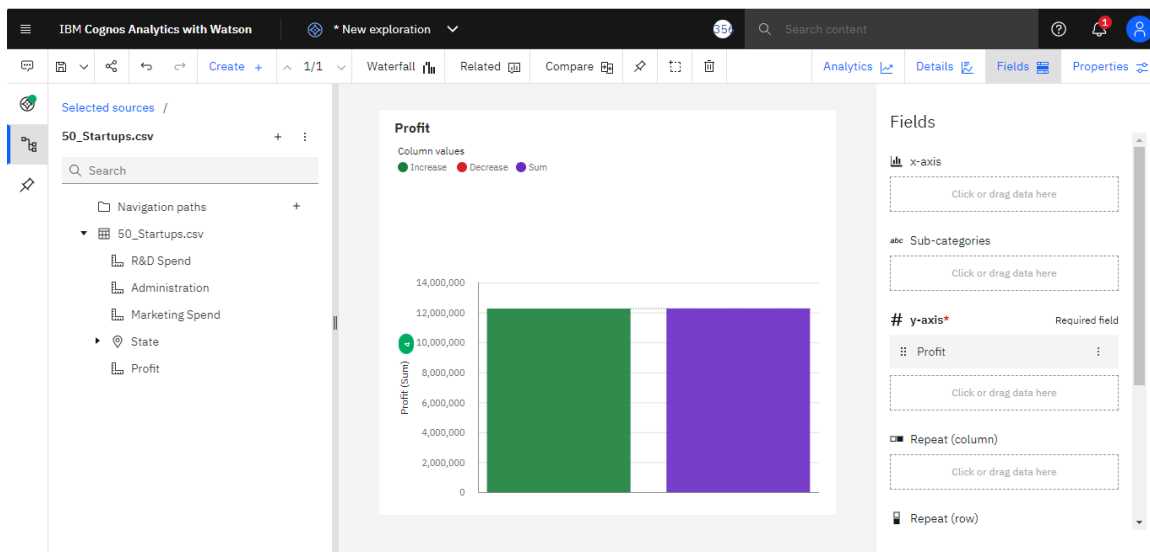 IBM Cognos Analytics with Watson
* New exploration
356
Search content
1
Create +
1/1
Waterfall
Related
Compare
Analytics
Details
Fields
Properties
Selected sources /
50_Startups.csv
Search
Navigation paths
50_Startups.csv
R&D Spend
Administration
Marketing Spend
State
Profit
Profit
Column values
Increase Decrease Sum
14,000,000
12,000,000
10,000,000
8,000,000
6,000,000
4,000,000
2,000,000
0
Profit (Sum)
4
Fields
x-axis
Click or drag data here
abc Sub-categories
Click or drag data here
# y-axis* Required field
Profit
Click or drag data here
Repeat (column)
Click or drag data here
Repeat (row)